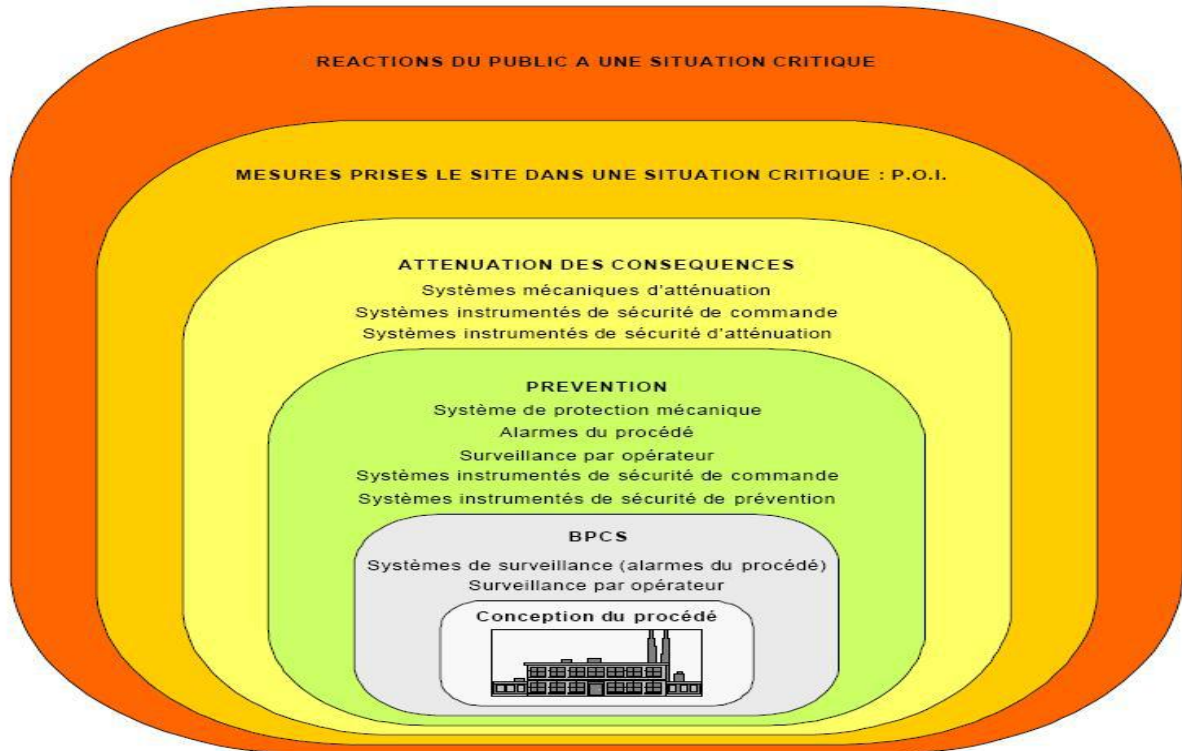 REACTIONS DU PUBLIC A UNE SITUATION CRITIQUE
MESURES PRISES LE SITE DANS UNE SITUATION CRITIQUE : P.O.I.
ATTENUATION DES CONSEQUENCES
Systèmes mécaniques d'atténuation
Systèmes instrumentés de sécurité de commande
Systèmes instrumentés de sécurité d'atténuation
PREVENTION
Système de protection mécanique
Alarmes du procédé
Surveillance par opérateur
Systèmes instrumentés de sécurité de commande
Systèmes instrumentés de sécurité de prévention
BPCS
Systèmes de surveillance (alarmes du procédé)
Surveillance par opérateur
Conception du procédé